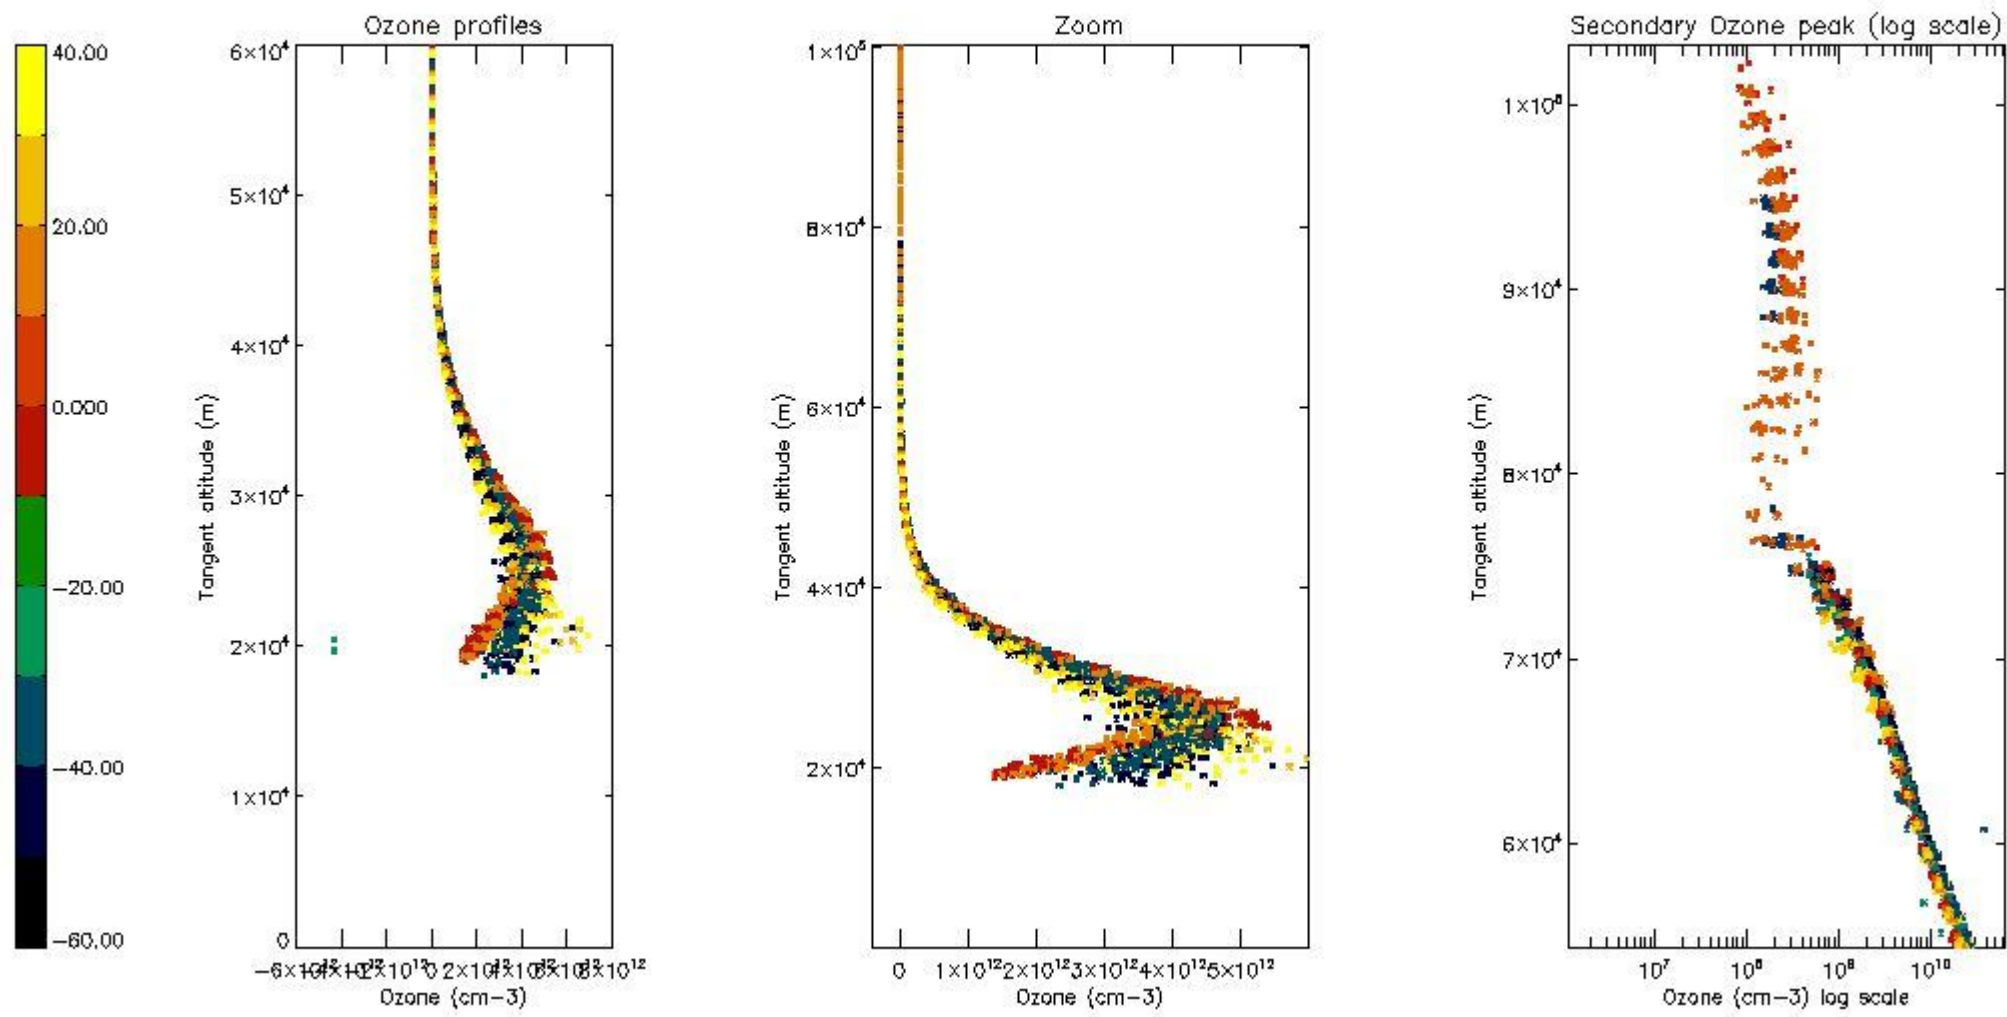 Ozone profiles
Zoom
Secondary Ozone peak (log scale)
40.00
20.00
0.000
−20.00
−40.00
−60.00
6×10⁴
5×10⁴
4×10⁴
3×10⁴
2×10⁴
1×10⁴
0
Tangent altitude (m)
0
Ozone (cm−3)
1×10⁵
8×10⁴
6×10⁴
4×10⁴
2×10⁴
Tangent altitude (m)
0 1×10¹² 2×10¹² 3×10¹² 4×10¹² 5×10¹²
Ozone (cm−3)
9×10⁴
8×10⁴
7×10⁴
6×10⁴
Tangent altitude (m)
10⁷ 10⁹ 10¹⁰
Ozone (cm−3) log scale